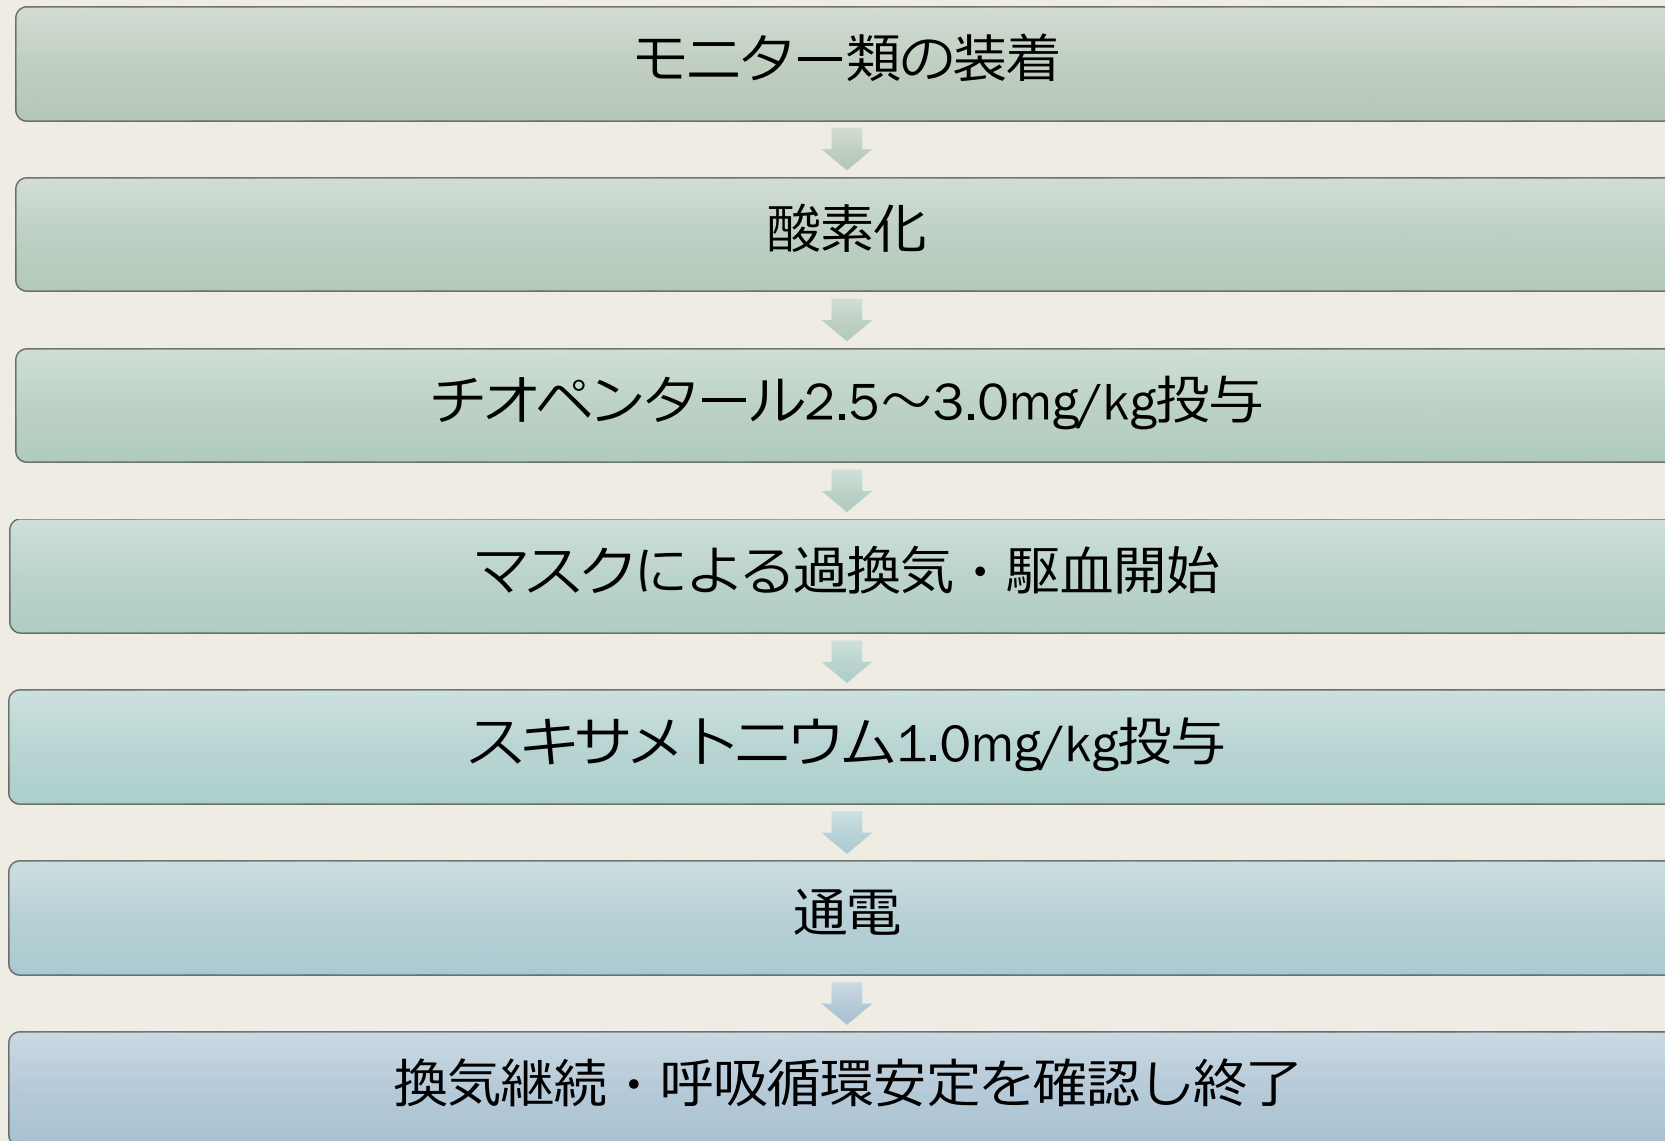 モニター類の装着
酸素化
チオペンタール2.5～3.0mg/kg投与
マスクによる過換気・駆血開始
スキサメトニウム1.0mg/kg投与
通電
換気継続・呼吸循環安定を確認し終了